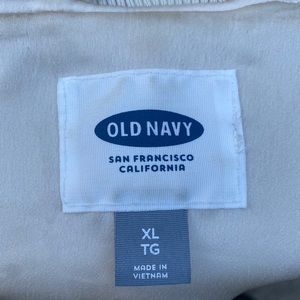 OLD NAVY
SAN FRANCISCO
CALIFORNIA
XL
TG
MADE IN
VIETNAM